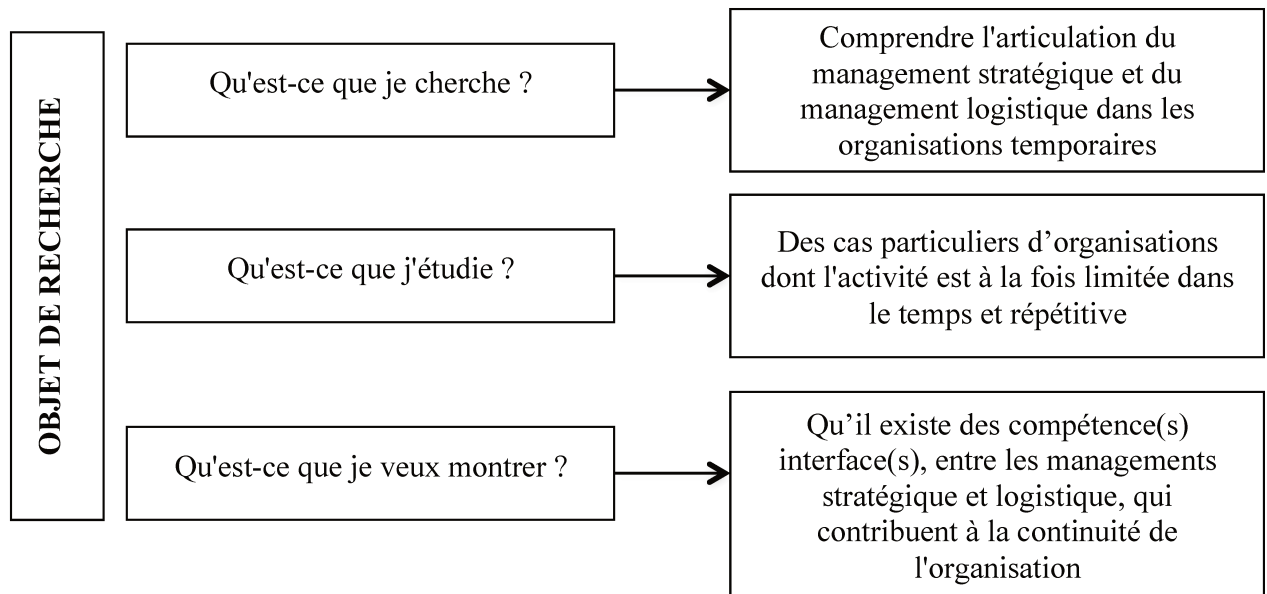 OBJET DE RECHERCHE
Qu'est-ce que je cherche ?
Comprendre l'articulation du
management stratégique et du
management logistique dans les
organisations temporaires
Qu'est-ce que j'étudie ?
Des cas particuliers d’organisations
dont l'activité est à la fois limitée dans
le temps et répétitive
Qu'est-ce que je veux montrer ?
Qu’il existe des compétence(s)
interface(s), entre les managements
stratégique et logistique, qui
contribuent à la continuité de
l'organisation